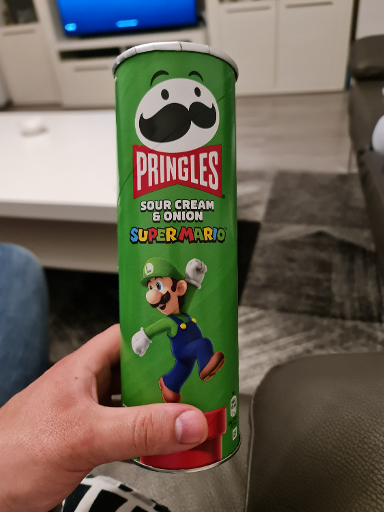 PRINGLES
SOUR CREAM
& ONION
SUPER MARIO